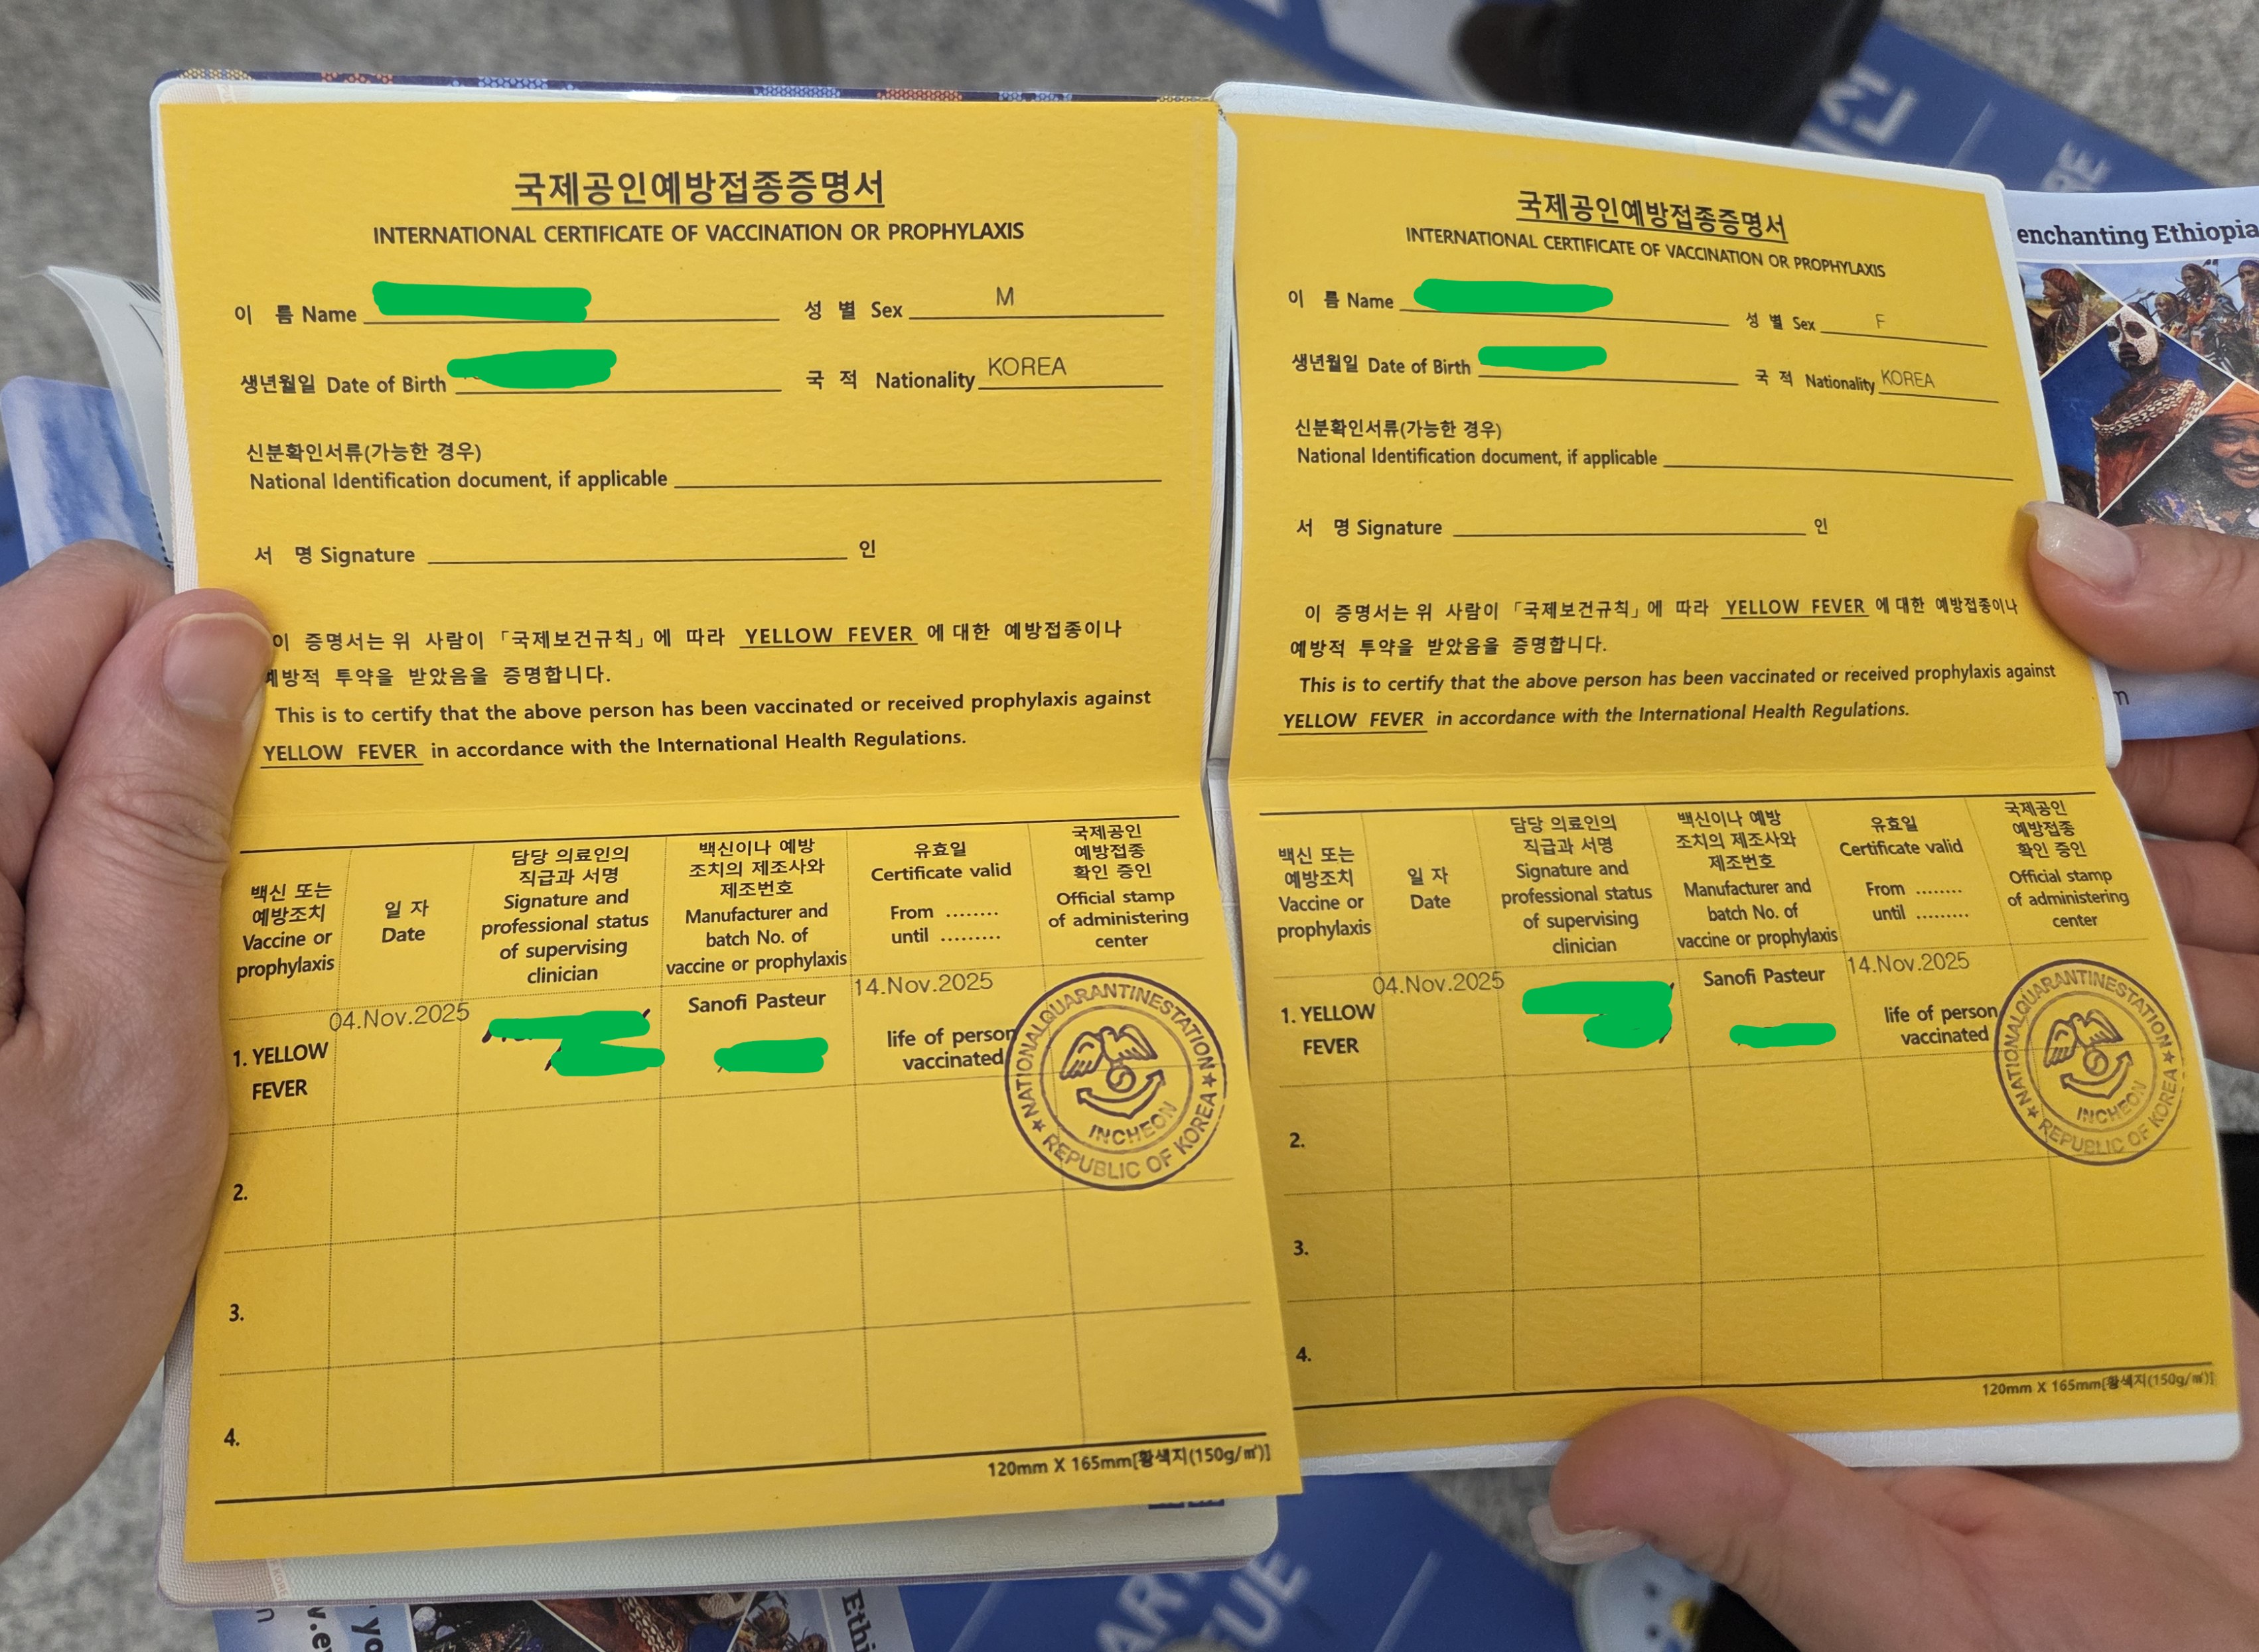 국제공인예방접종증명서
INTERNATIONAL CERTIFICATE OF VACCINATION OR PROPHYLAXIS
이 름 Name 성 별 Sex M
생년월일 Date of Birth 국 적 Nationality KOREA
신분확인서류(가능한 경우)
National Identification document, if applicable
서 명 Signature 인
이 증명서는 위 사람이 「국제보건규칙」에 따라 YELLOW FEVER 에 대한 예방접종이나
예방적 투약을 받았음을 증명합니다.
This is to certify that the above person has been vaccinated or received prophylaxis against
YELLOW FEVER in accordance with the International Health Regulations.
백신 또는
예방조치
Vaccine or
prophylaxis
일 자
Date
담당 의료인의
직급과 서명
Signature and
professional status
of supervising
clinician
백신이나 예방
조치의 제조사와
제조번호
Manufacturer and
batch No. of
vaccine or prophylaxis
유효일
Certificate valid
From ........
until .........
국제공인
예방접종
확인 증인
Official stamp
of administering
center
1. YELLOW
FEVER
04.Nov.2025
Sanofi Pasteur
14.Nov.2025
life of person
vaccinated
NATIONALQUARANTINESTATION
INCHEON
REPUBLIC OF KOREA
2.
3.
4.
120mm X 165mm[황색지(150g/㎡)]
국제공인예방접종증명서
INTERNATIONAL CERTIFICATE OF VACCINATION OR PROPHYLAXIS
이 름 Name 성 별 Sex F
생년월일 Date of Birth 국 적 Nationality KOREA
신분확인서류(가능한 경우)
National Identification document, if applicable
서 명 Signature 인
이 증명서는 위 사람이 「국제보건규칙」에 따라 YELLOW FEVER 에 대한 예방접종이나
예방적 투약을 받았음을 증명합니다.
This is to certify that the above person has been vaccinated or received prophylaxis against
YELLOW FEVER in accordance with the International Health Regulations.
백신 또는
예방조치
Vaccine or
prophylaxis
일 자
Date
담당 의료인의
직급과 서명
Signature and
professional status
of supervising
clinician
백신이나 예방
조치의 제조사와
제조번호
Manufacturer and
batch No. of
vaccine or prophylaxis
유효일
Certificate valid
From ........
until .........
국제공인
예방접종
확인 증인
Official stamp
of administering
center
1. YELLOW
FEVER
04.Nov.2025
Sanofi Pasteur
14.Nov.2025
life of person
vaccinated
NATIONALQUARANTINESTATION
INCHEON
REPUBLIC OF KOREA
2.
3.
4.
120mm X 165mm[황색지(150g/㎡)]
enchanting Ethiopia